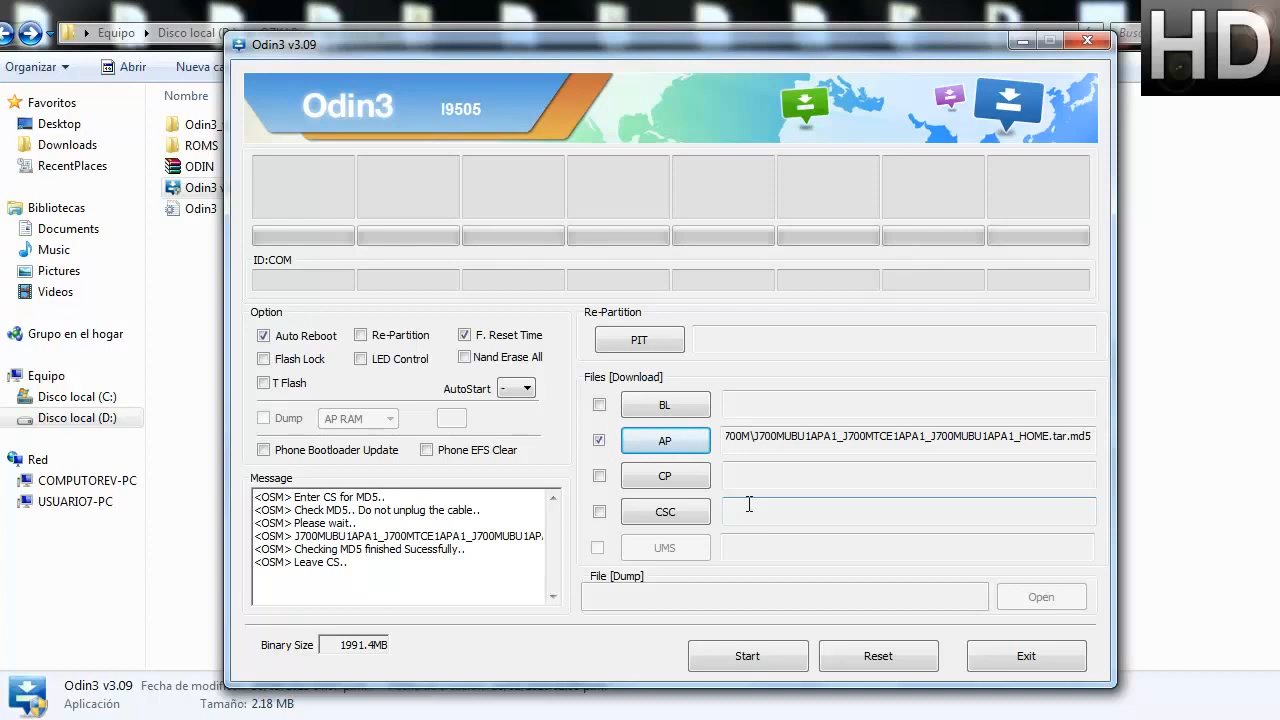 HD
Equipo
Disco local (
Bus
Organizar
Abrir
Nueva ca
Odin3 v3.09
Favoritos
Desktop
Downloads
RecentPlaces
Bibliotecas
Documents
Music
Pictures
Videos
Grupo en el hogar
Equipo
Disco local (C:)
Disco local (D:)
Red
COMPUTOREV-PC
USUARIO7-PC
Nombre
Odin3_
ROMS
ODIN
Odin3 v
Odin3
Odin3 I9505
ID:COM
Option
Auto Reboot Re-Partition F. Reset Time
Flash Lock LED Control Nand Erase All
T Flash AutoStart -
Dump AP RAM
Phone Bootloader Update Phone EFS Clear
Message
<OSM> Enter CS for MD5..
<OSM> Check MD5.. Do not unplug the cable..
<OSM> Please wait..
<OSM> J700MUBU1APA1_J700MTCE1APA1_J700MUBU1AP.
<OSM> Checking MD5 finished Sucessfully..
<OSM> Leave CS..
Re-Partition
PIT
Files [Download]
BL
AP 700M\J700MUBU1APA1_J700MTCE1APA1_J700MUBU1APA1_HOME.tar.md5
CP
CSC
UMS
File [Dump]
Open
Binary Size 1991.4MB
Start Reset Exit
Odin3 v3.09 Fecha de modific
Aplicación Tamaño: 2.18 MB